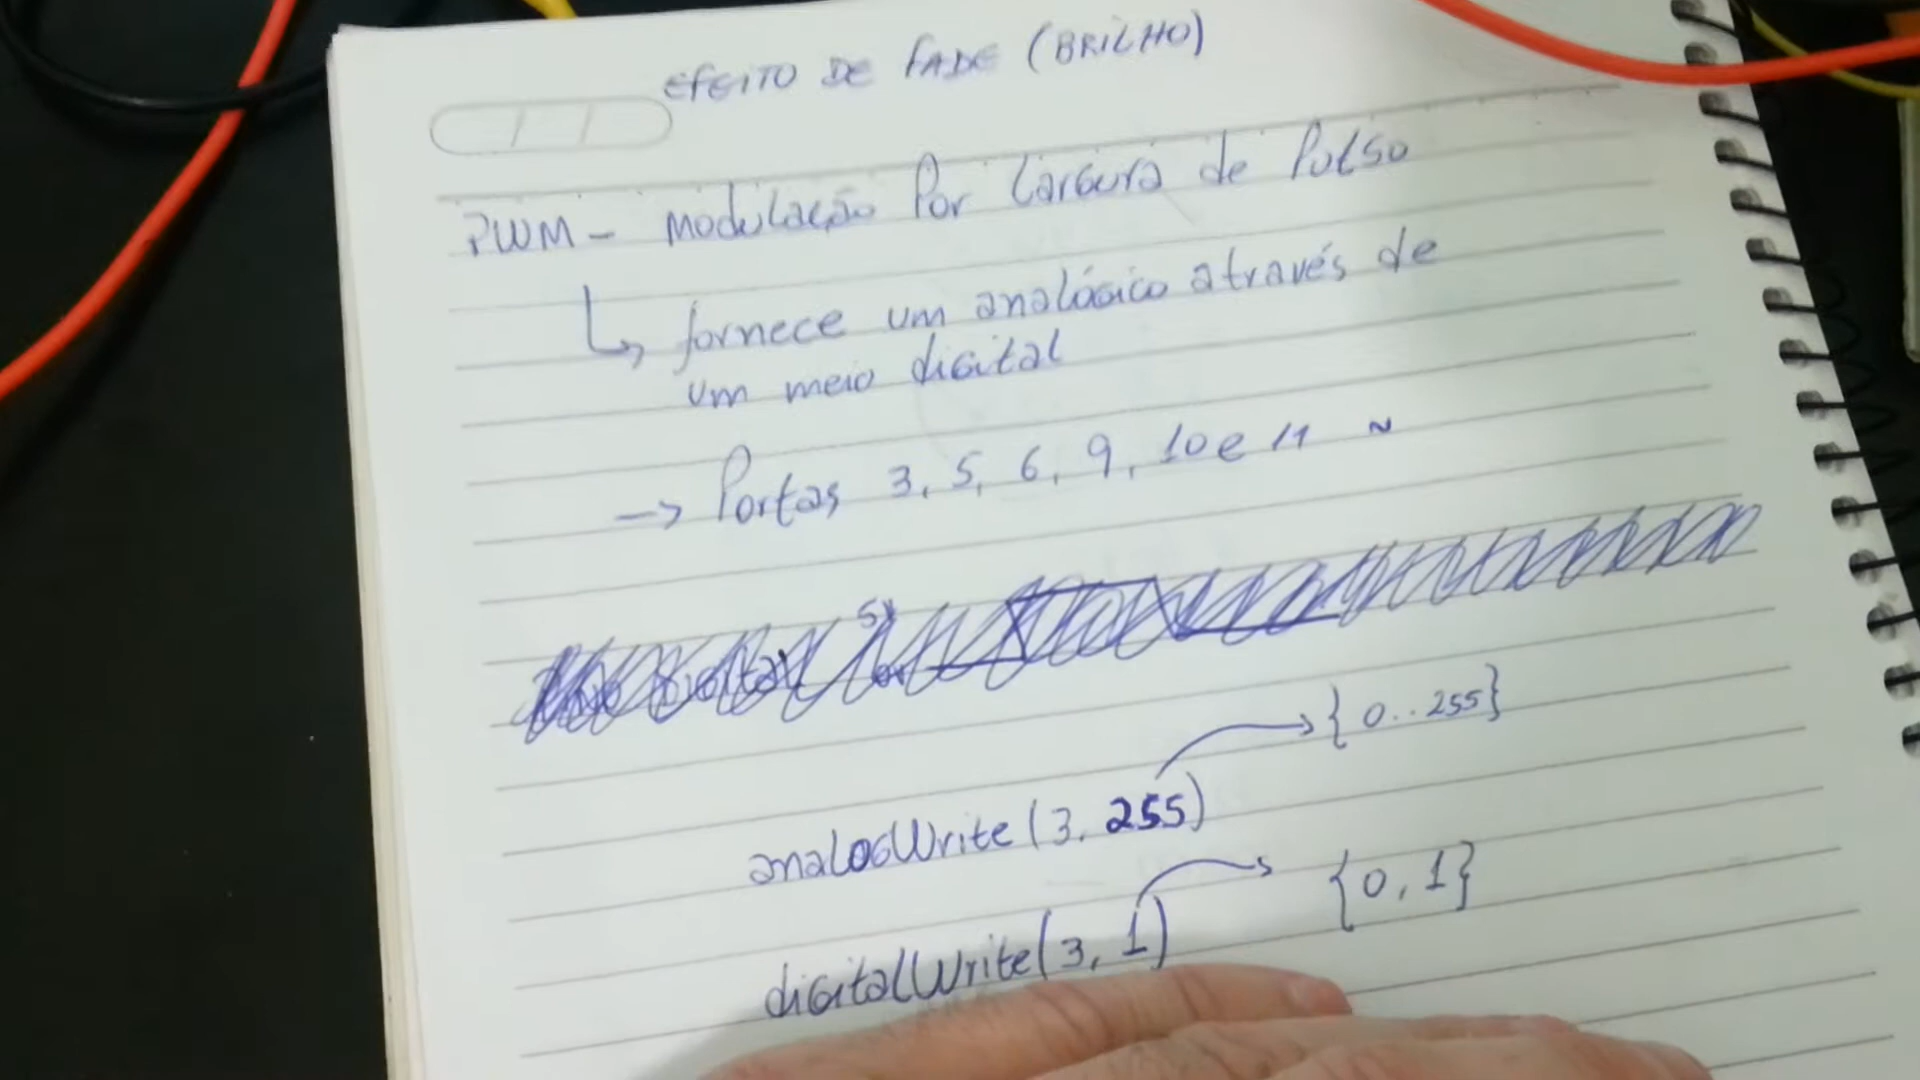 EFEITO DE FADE (BRILHO)
PWM - Modulação Por Largura de Pulso
↳ fornece um analógico através de
um meio digital
-> Portas 3, 5, 6, 9, 10 e 11 ~
5v
{0..255}
analogWrite(3, 255)
{0, 1}
digitalWrite(3, 1)